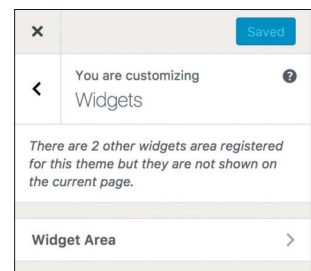 Saved
You are customizing
Widgets
There are 2 other widgets area registered
for this theme but they are not shown on
the current page.
Widget Area